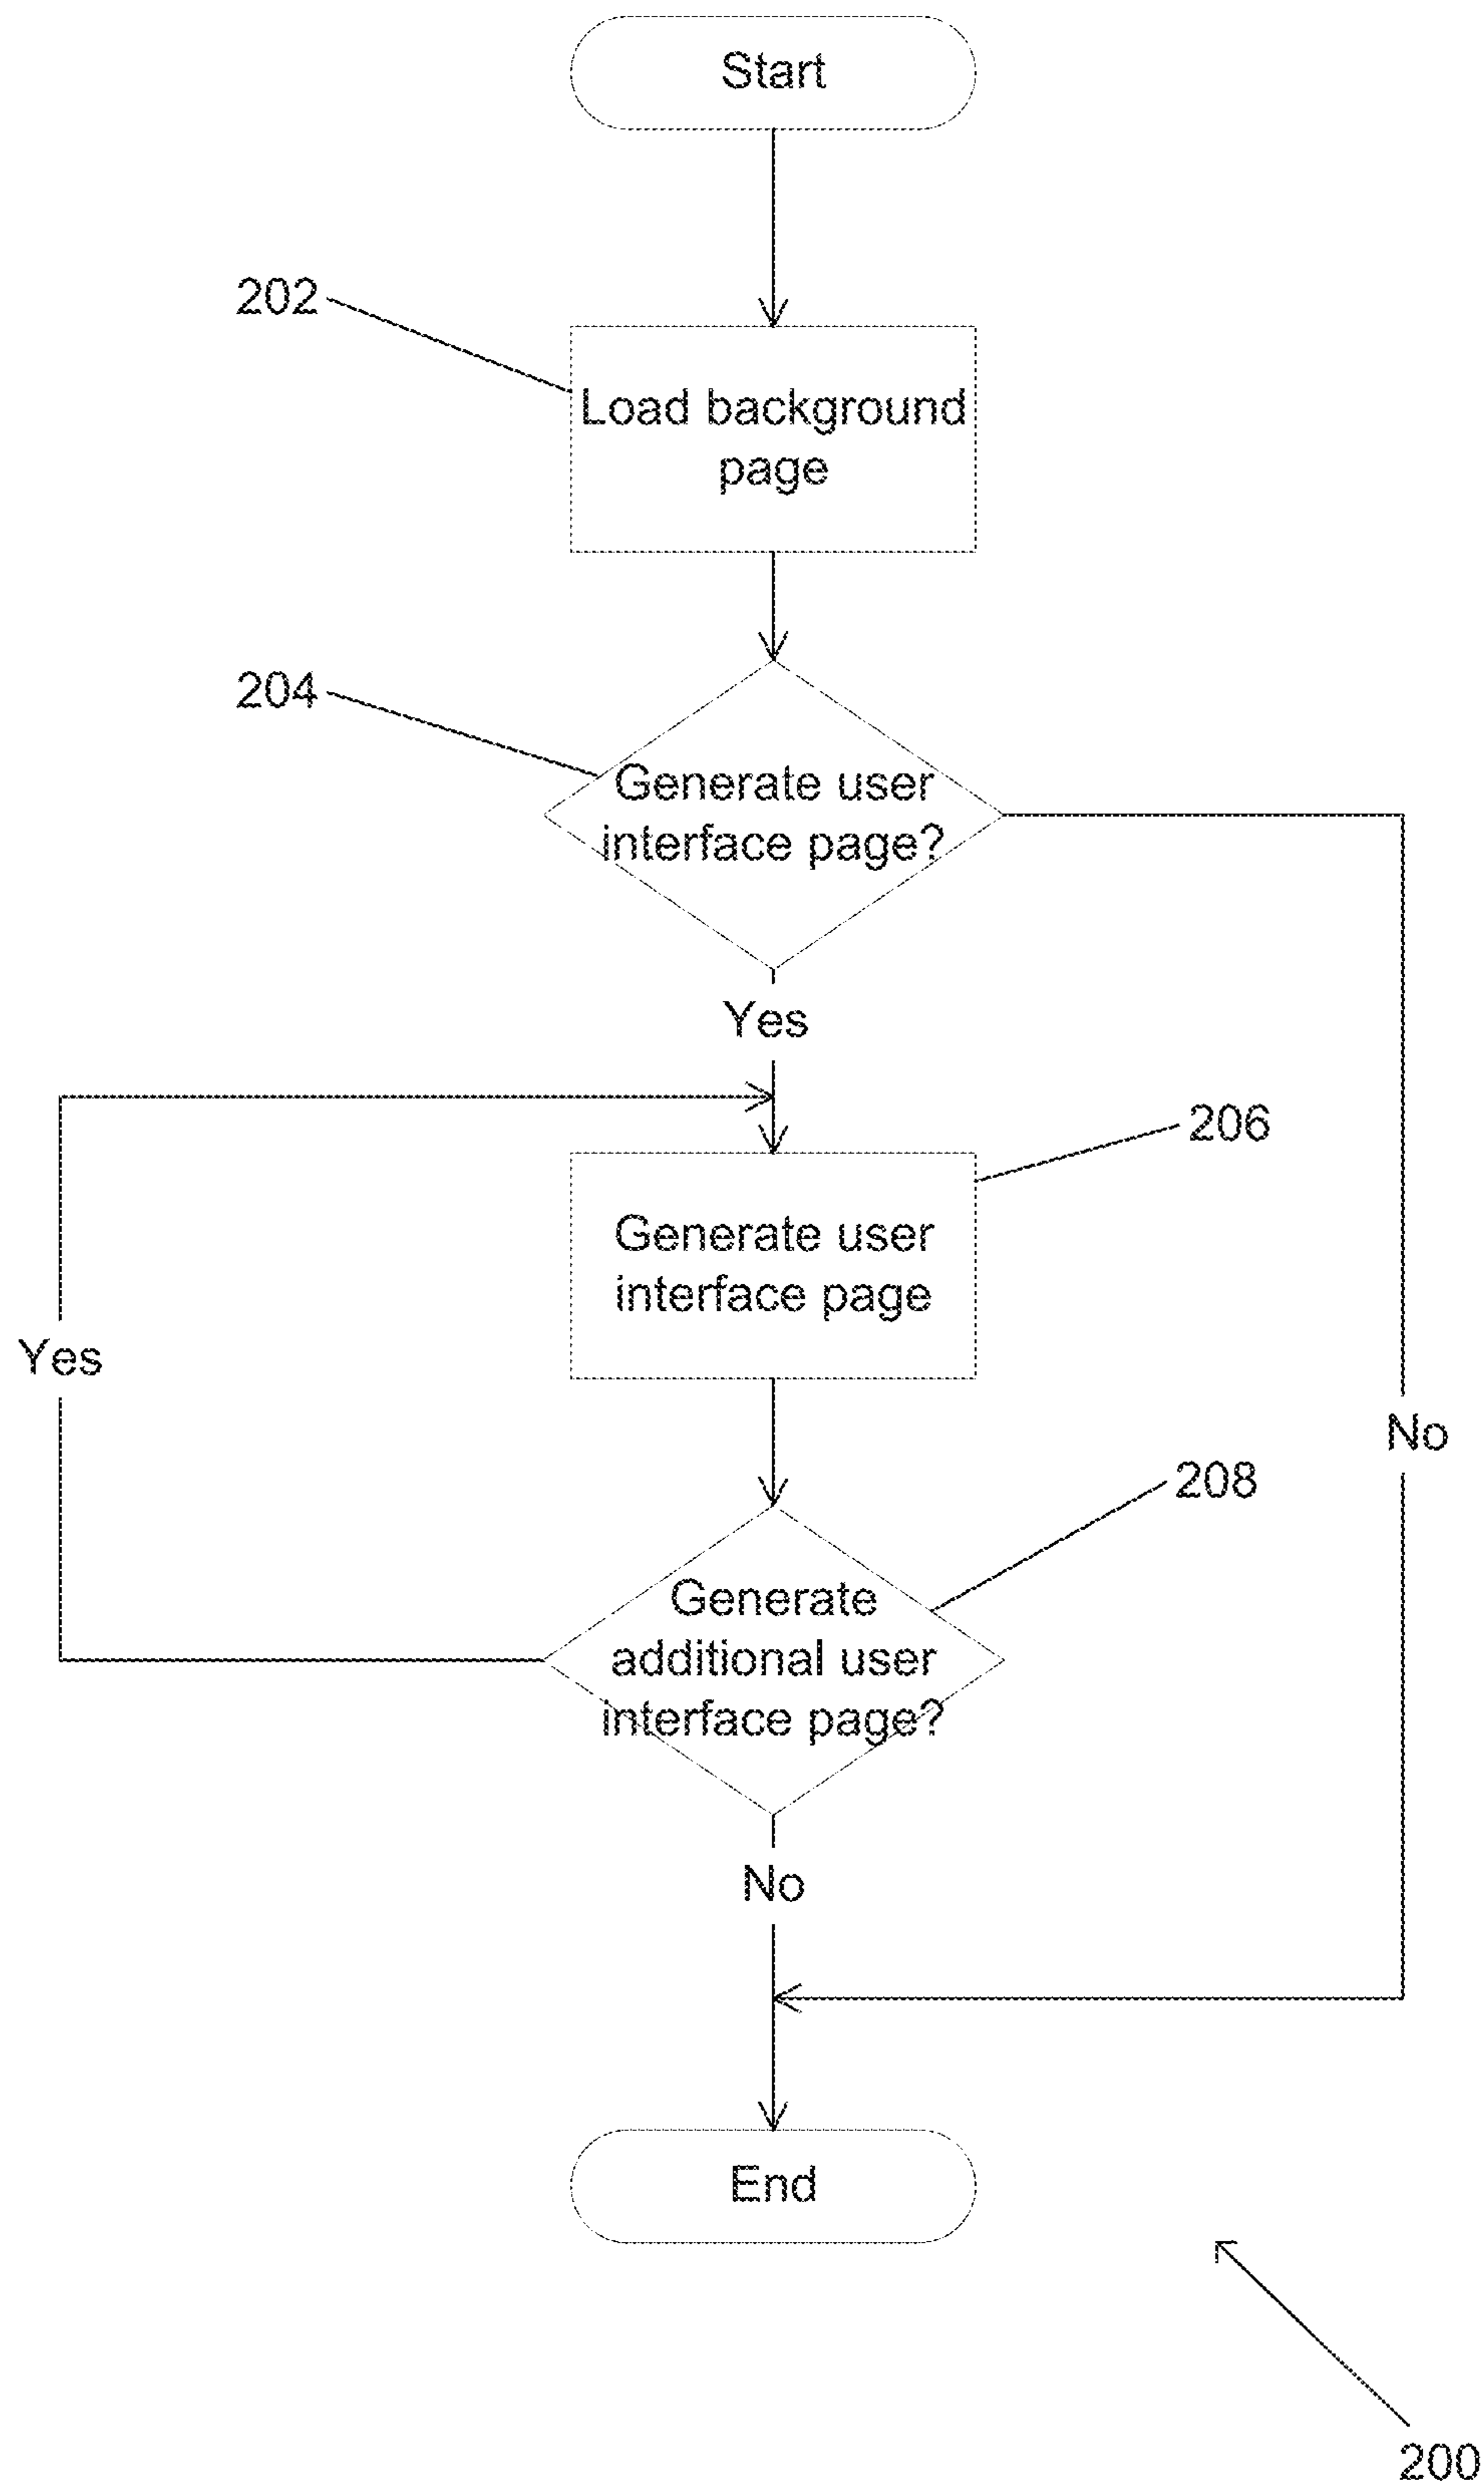 Start
202
Load background
page
204
Generate user
interface page?
Yes
206
Generate user
interface page
Yes
No
208
Generate
additional user
interface page?
No
End
200